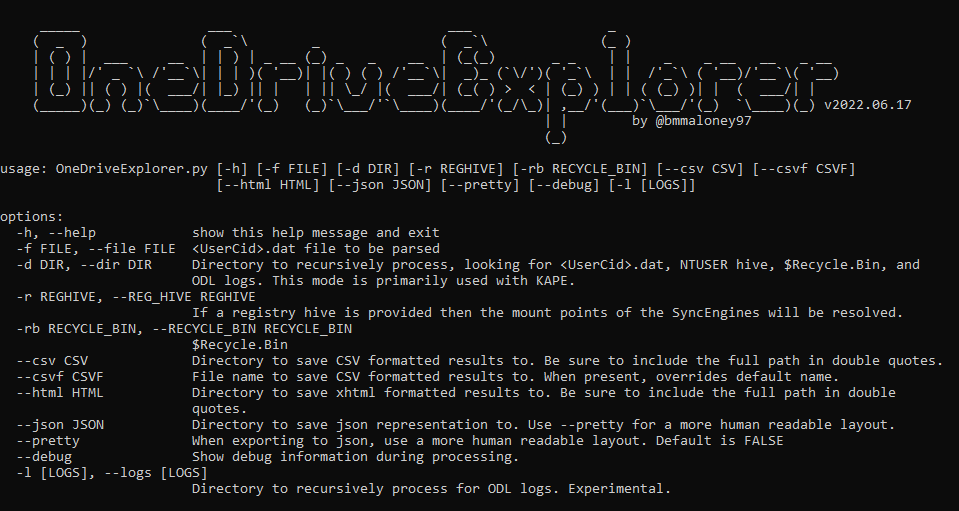 OneDriveExplorer
v2022.06.17
by @bmmaloney97
usage: OneDriveExplorer.py [-h] [-f FILE] [-d DIR] [-r REGHIVE] [-rb RECYCLE_BIN] [--csv CSV] [--csvf CSVF]
[--html HTML] [--json JSON] [--pretty] [--debug] [-l [LOGS]]
options:
-h, --help show this help message and exit
-f FILE, --file FILE <UserCid>.dat file to be parsed
-d DIR, --dir DIR Directory to recursively process, looking for <UserCid>.dat, NTUSER hive, $Recycle.Bin, and
ODL logs. This mode is primarily used with KAPE.
-r REGHIVE, --REG_HIVE REGHIVE
If a registry hive is provided then the mount points of the SyncEngines will be resolved.
-rb RECYCLE_BIN, --RECYCLE_BIN RECYCLE_BIN
$Recycle.Bin
--csv CSV Directory to save CSV formatted results to. Be sure to include the full path in double quotes.
--csvf CSVF File name to save CSV formatted results to. When present, overrides default name.
--html HTML Directory to save xhtml formatted results to. Be sure to include the full path in double
quotes.
--json JSON Directory to save json representation to. Use --pretty for a more human readable layout.
--pretty When exporting to json, use a more human readable layout. Default is FALSE
--debug Show debug information during processing.
-l [LOGS], --logs [LOGS]
Directory to recursively process for ODL logs. Experimental.